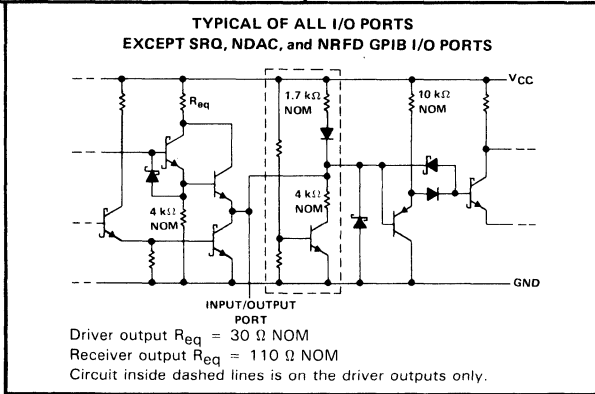 TYPICAL OF ALL I/O PORTS
EXCEPT SRQ, NDAC, and NRFD GPIB I/O PORTS
VCC
Req
1.7 kΩ
NOM
10 kΩ
NOM
4 kΩ
NOM
4 kΩ
NOM
GND
INPUT/OUTPUT
PORT
Driver output Req = 30 Ω NOM
Receiver output Req = 110 Ω NOM
Circuit inside dashed lines is on the driver outputs only.